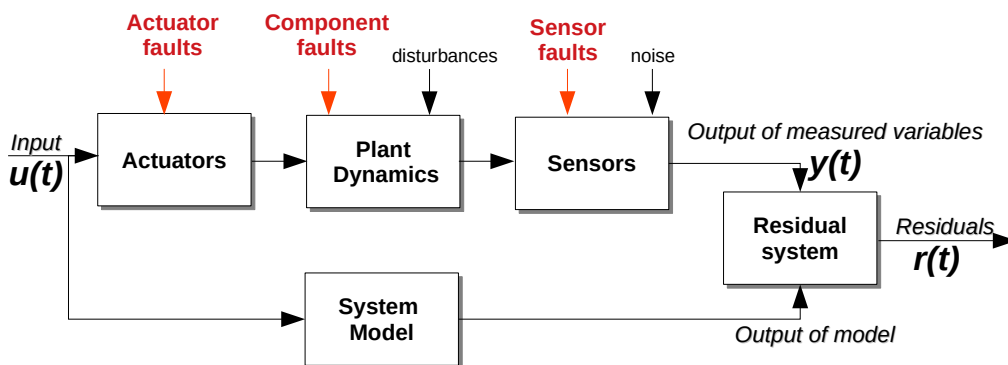 Actuator
faults
Component
faults
disturbances
Sensor
faults
noise
Input
u(t)
Actuators
Plant
Dynamics
Sensors
Output of measured variables
y(t)
Residual
system
Residuals
r(t)
System
Model
Output of model